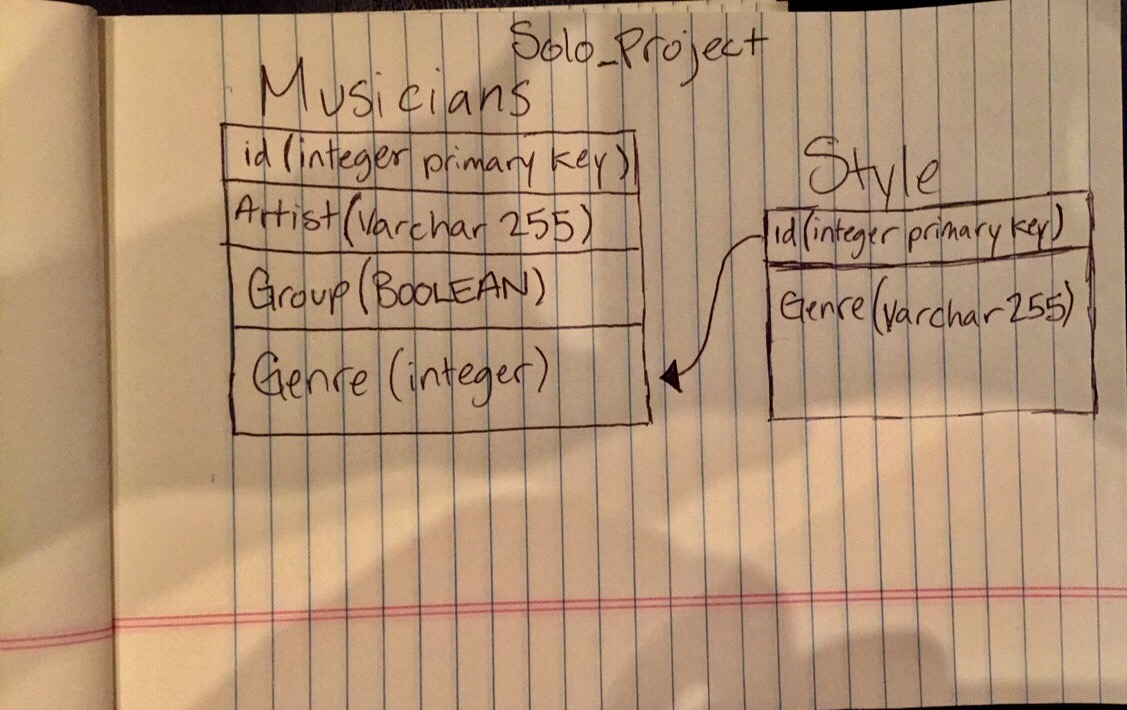 Solo_Project
Musicians
id (integer primary key)
Artist (Varchar 255)
Group (BOOLEAN)
Genre (integer)
Style
id (integer primary key)
Genre (varchar 255)